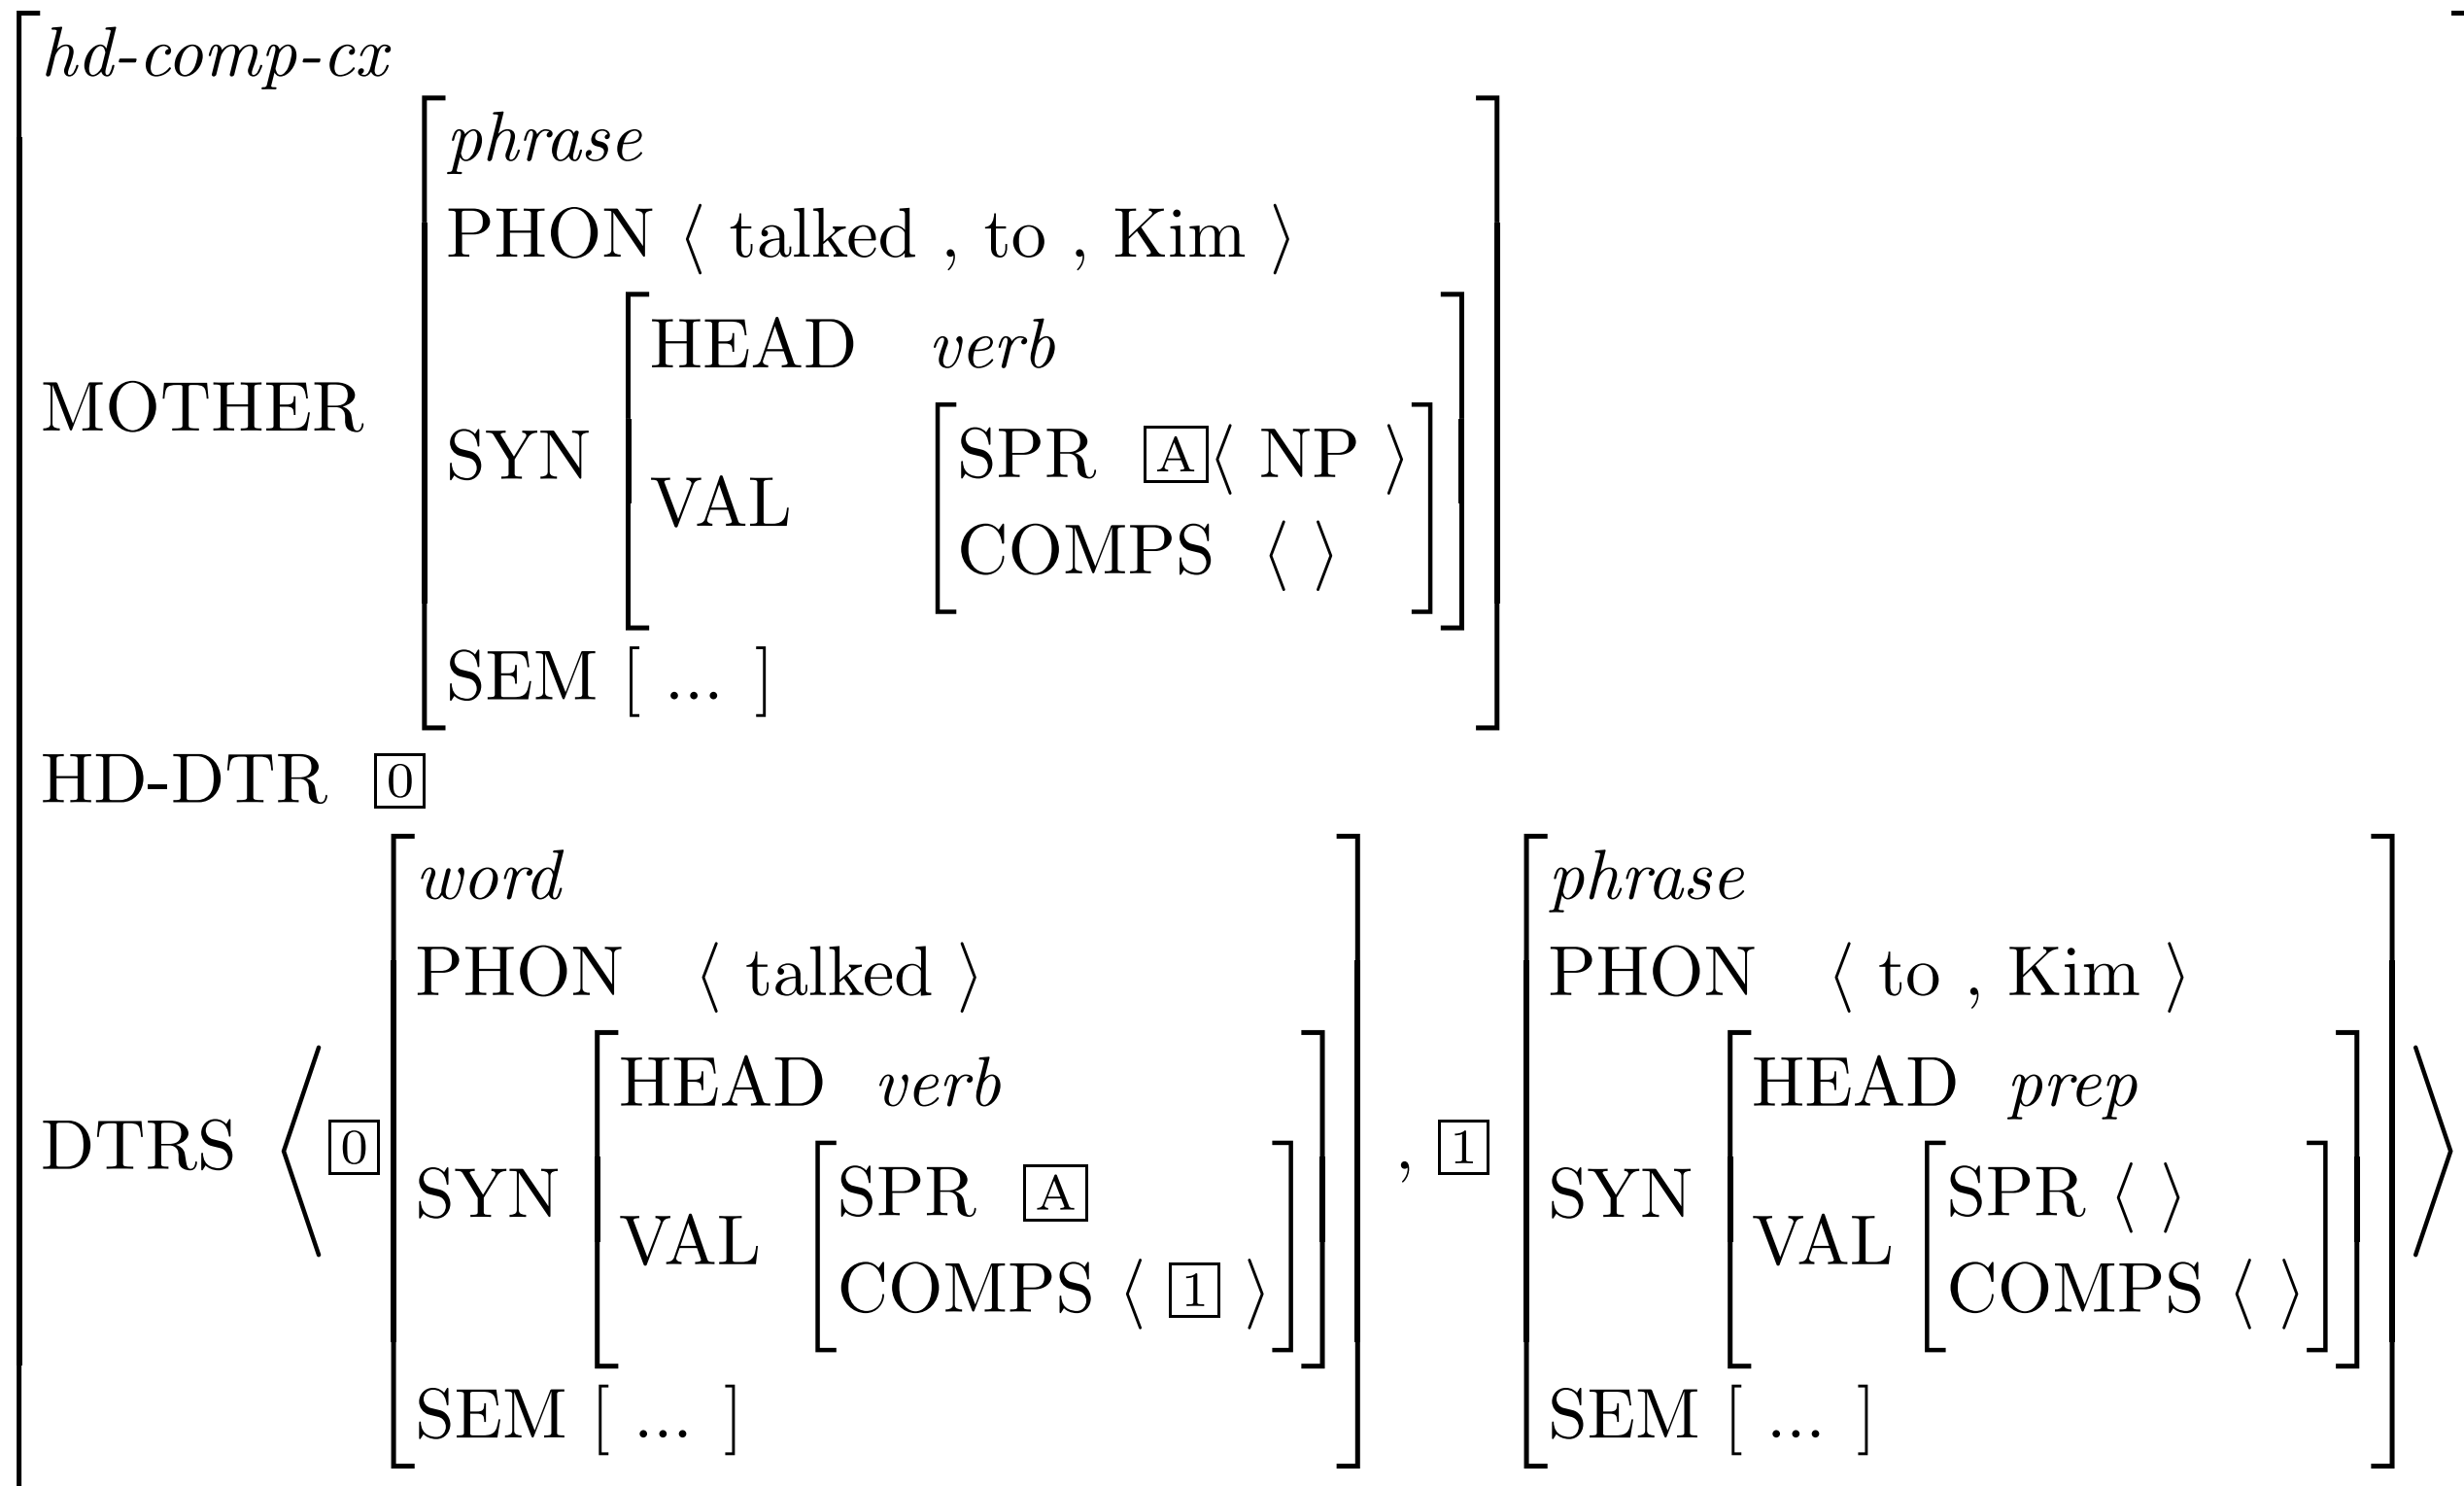 hd-comp-cx
phrase
PHON ⟨ talked , to , Kim ⟩
HEAD verb
MOTHER SYN VAL SPR A⟨ NP ⟩
COMPS ⟨ ⟩
SEM [ ... ]
HD-DTR 0
word phrase
PHON ⟨ talked ⟩ PHON ⟨ to , Kim ⟩
HEAD verb HEAD prep
DTRS ⟨ 0 SYN VAL SPR A , 1 SYN VAL SPR ⟨ ⟩ ⟩
COMPS ⟨ 1 ⟩ COMPS ⟨ ⟩
SEM [ ... ] SEM [ ... ]